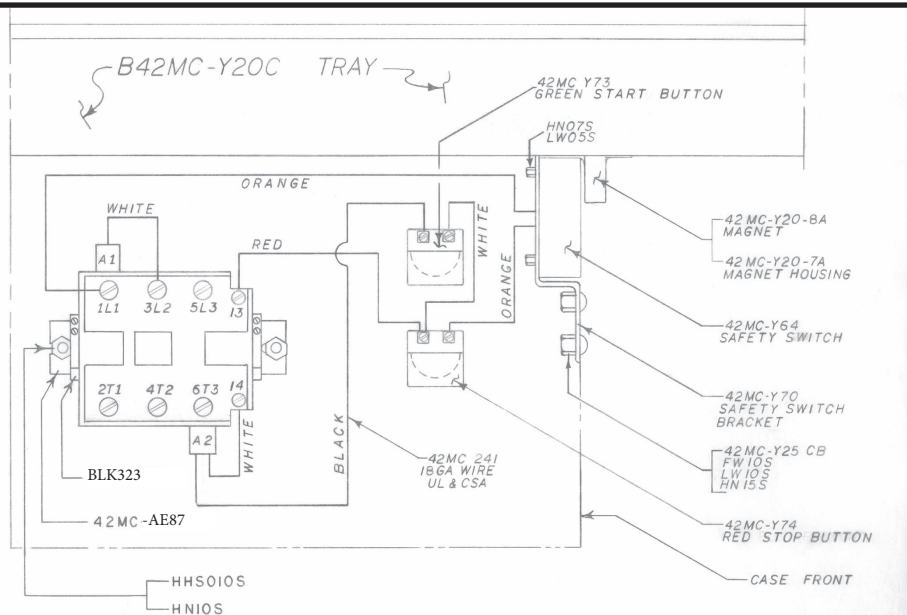 B42MC-Y20C TRAY
42MC Y73
GREEN START BUTTON
HN07S
LW05S
ORANGE
WHITE
42MC-Y20-8A
MAGNET
42MC-Y20-7A
MAGNET HOUSING
A1
RED
WHITE
ORANGE
1L1
3L2
5L3
13
42MC-Y64
SAFETY SWITCH
2T1
4T2
6T3
14
42MC-Y70
SAFETY SWITCH
BRACKET
A2
WHITE
BLACK
42MC 241
18GA WIRE
UL & CSA
42MC-Y25 CB
FW10S
LW10S
HN15S
BLK323
42MC-AE87
42MC-Y74
RED STOP BUTTON
CASE FRONT
HHS010S
HN10S